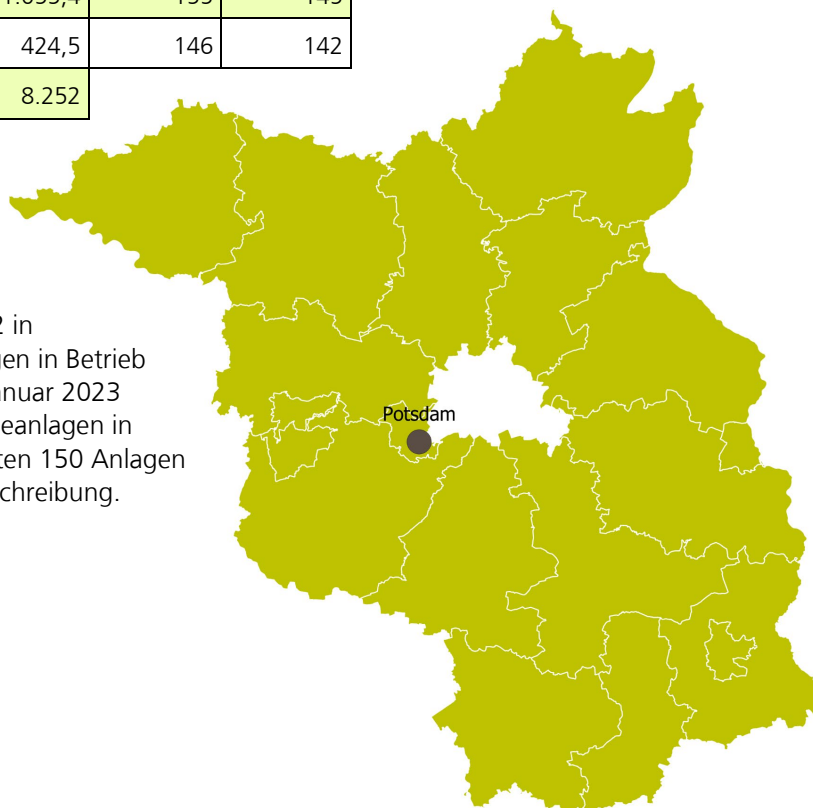 424,5 146 142
8.252
2 in
gen in Betrieb
nuar 2023
eanlagen in
ten 150 Anlagen
chreibung.
Potsdam